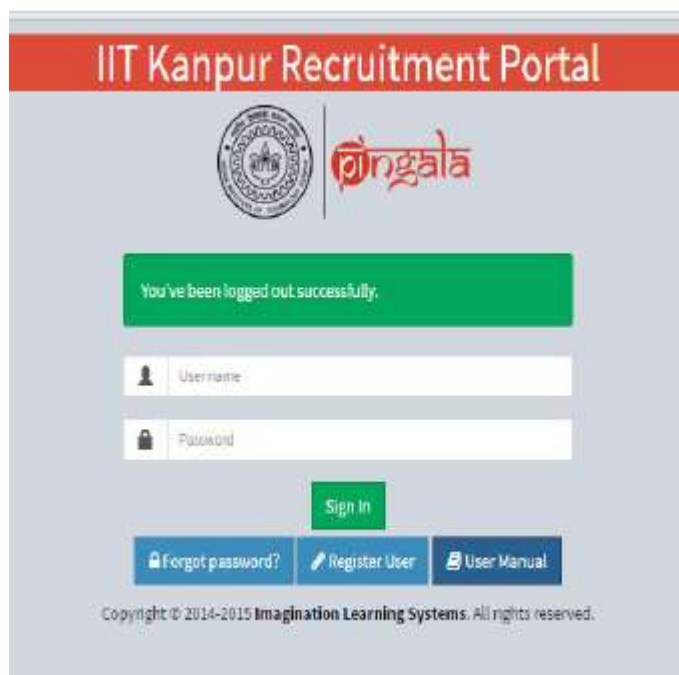 IIT Kanpur Recruitment Portal
pingala
You've been logged out successfully.
Username
Password
Sign In
Forgot password? Register User User Manual
Copyright © 2014-2015 Imagination Learning Systems. All rights reserved.